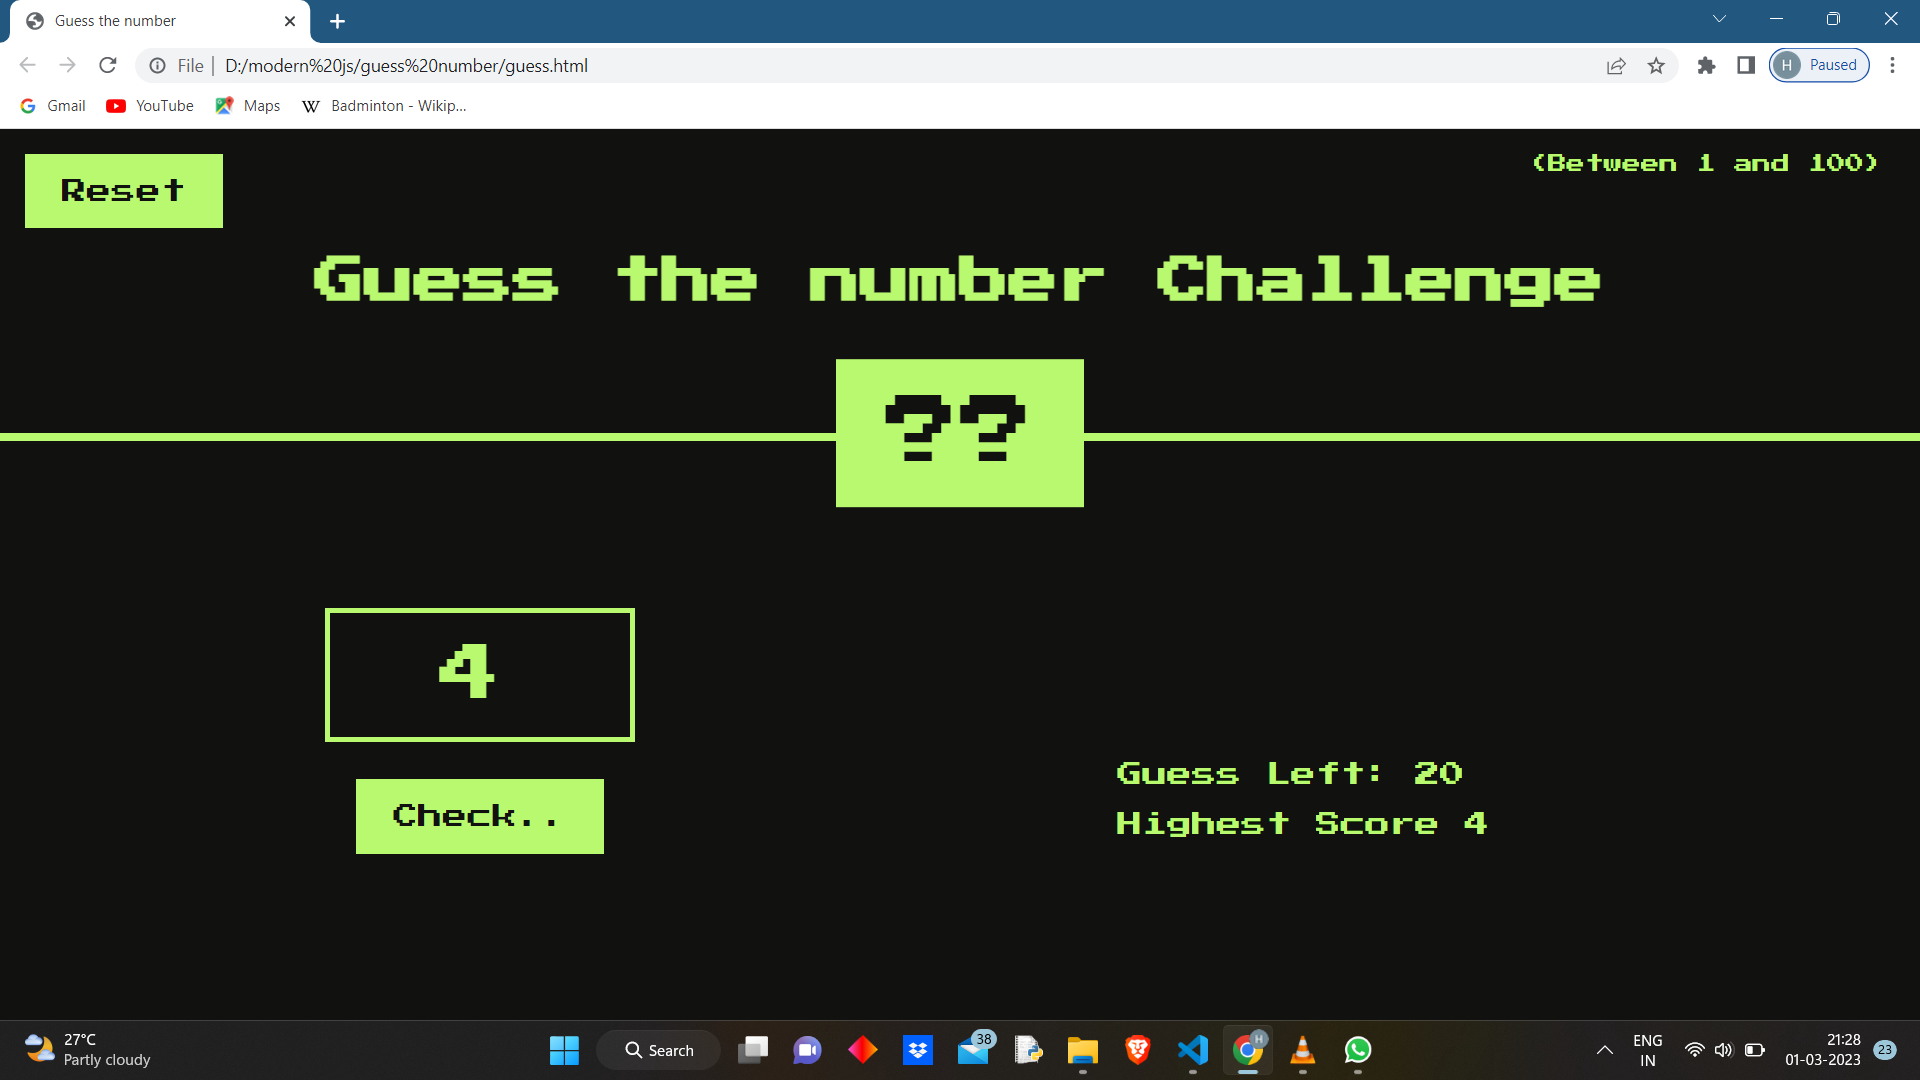 Guess the number
File
D:/modern%20js/guess%20number/guess.html
H Paused
Gmail
YouTube
Maps
W Badminton - Wikip...
Reset
(Between 1 and 100)
Guess the number Challenge
??
4
Check..
Guess Left: 20
Highest Score 4
27°C
Partly cloudy
Search
38
H
ENG
IN
21:28
01-03-2023
23